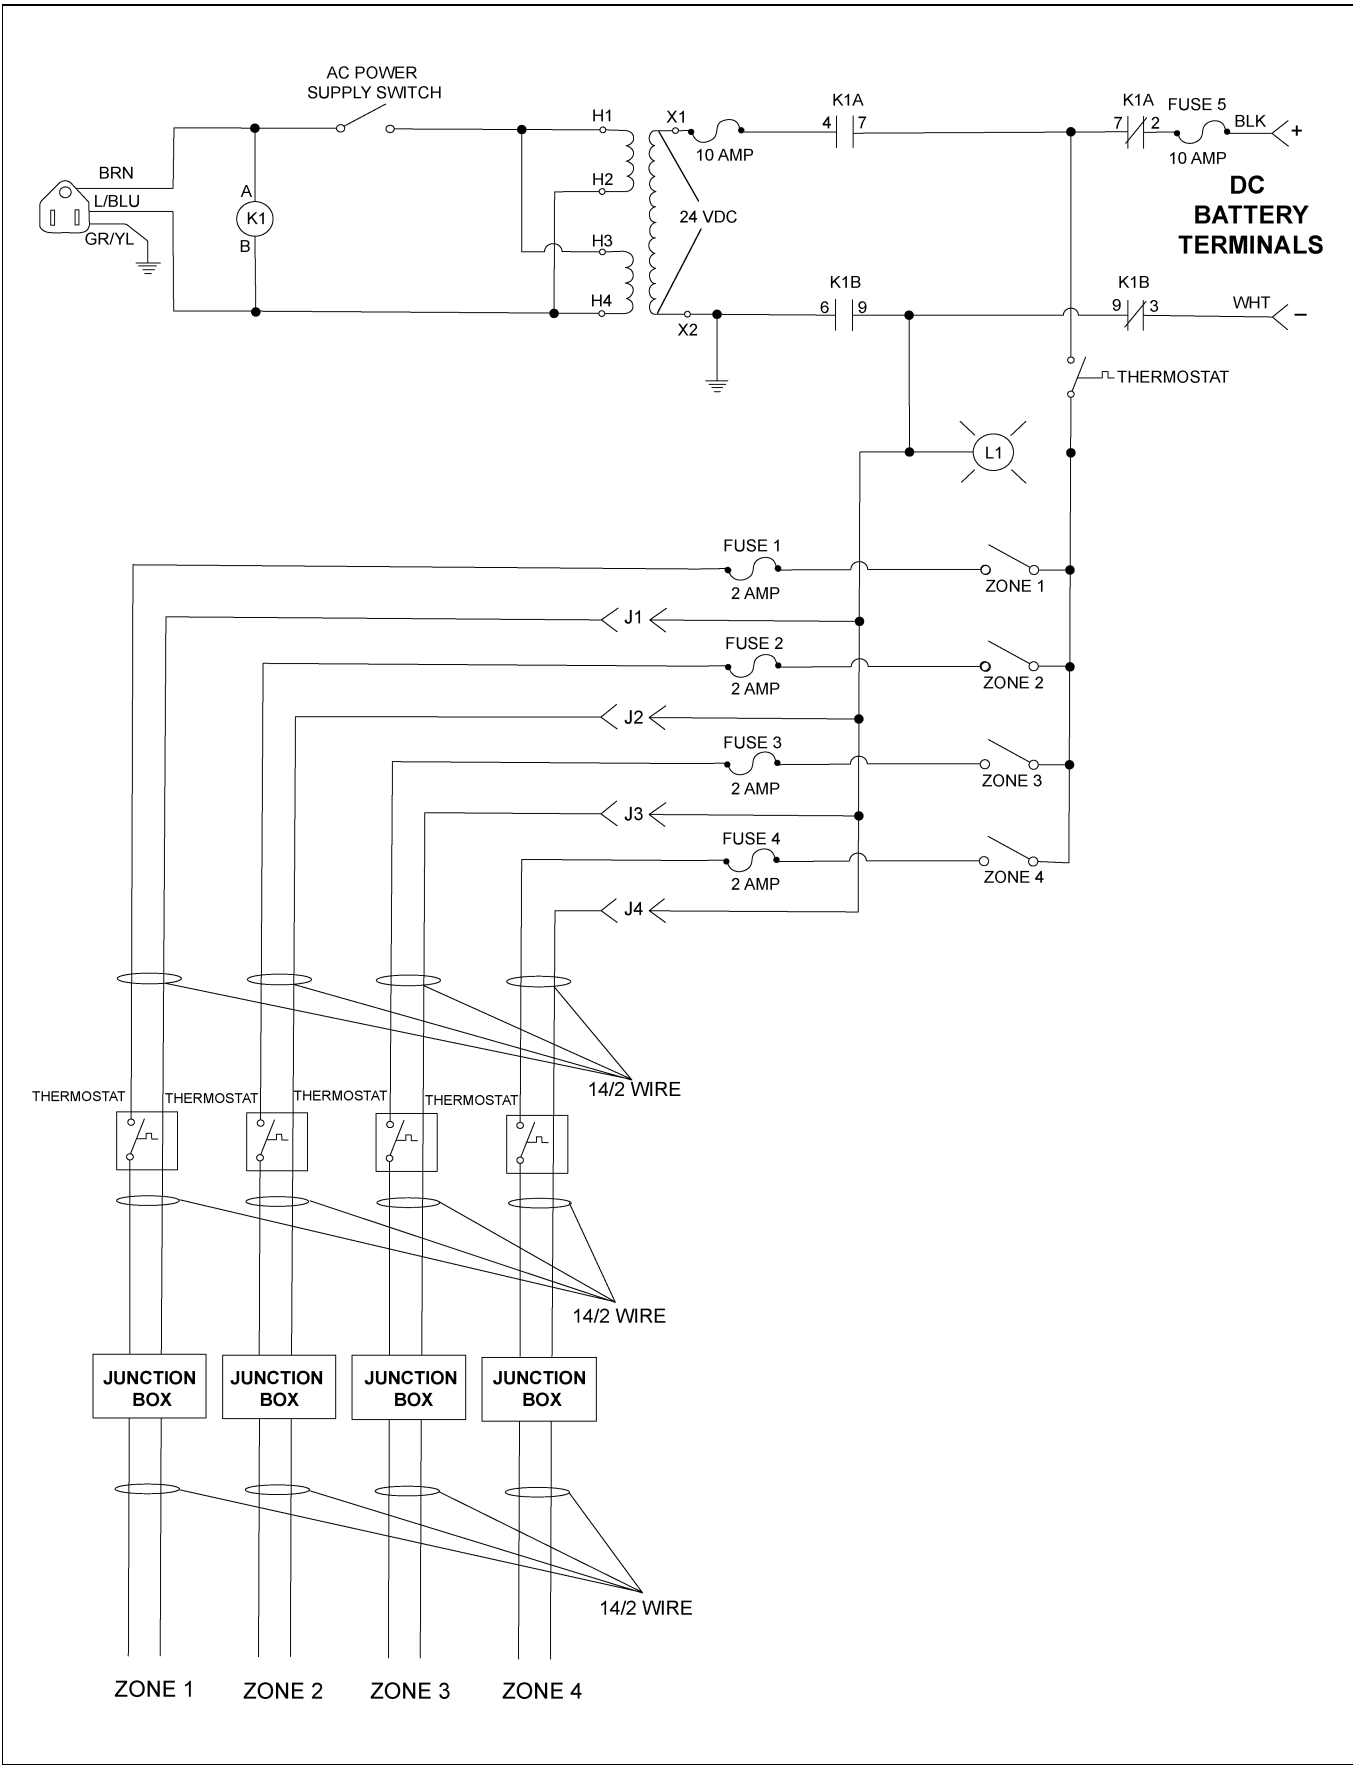 AC POWER
SUPPLY SWITCH
BRN
L/BLU
GR/YL
A
K1
B
H1
H2
H3
H4
X1
10 AMP
24 VDC
X2
K1A
4 7
K1B
6 9
K1A
7 2
FUSE 5
10 AMP
BLK
+
DC
BATTERY
TERMINALS
K1B
9 3
WHT
–
THERMOSTAT
L1
FUSE 1
2 AMP
ZONE 1
J1
FUSE 2
2 AMP
ZONE 2
J2
FUSE 3
2 AMP
ZONE 3
J3
FUSE 4
2 AMP
ZONE 4
J4
14/2 WIRE
THERMOSTAT
THERMOSTAT
THERMOSTAT
THERMOSTAT
14/2 WIRE
JUNCTION
BOX
JUNCTION
BOX
JUNCTION
BOX
JUNCTION
BOX
14/2 WIRE
ZONE 1
ZONE 2
ZONE 3
ZONE 4